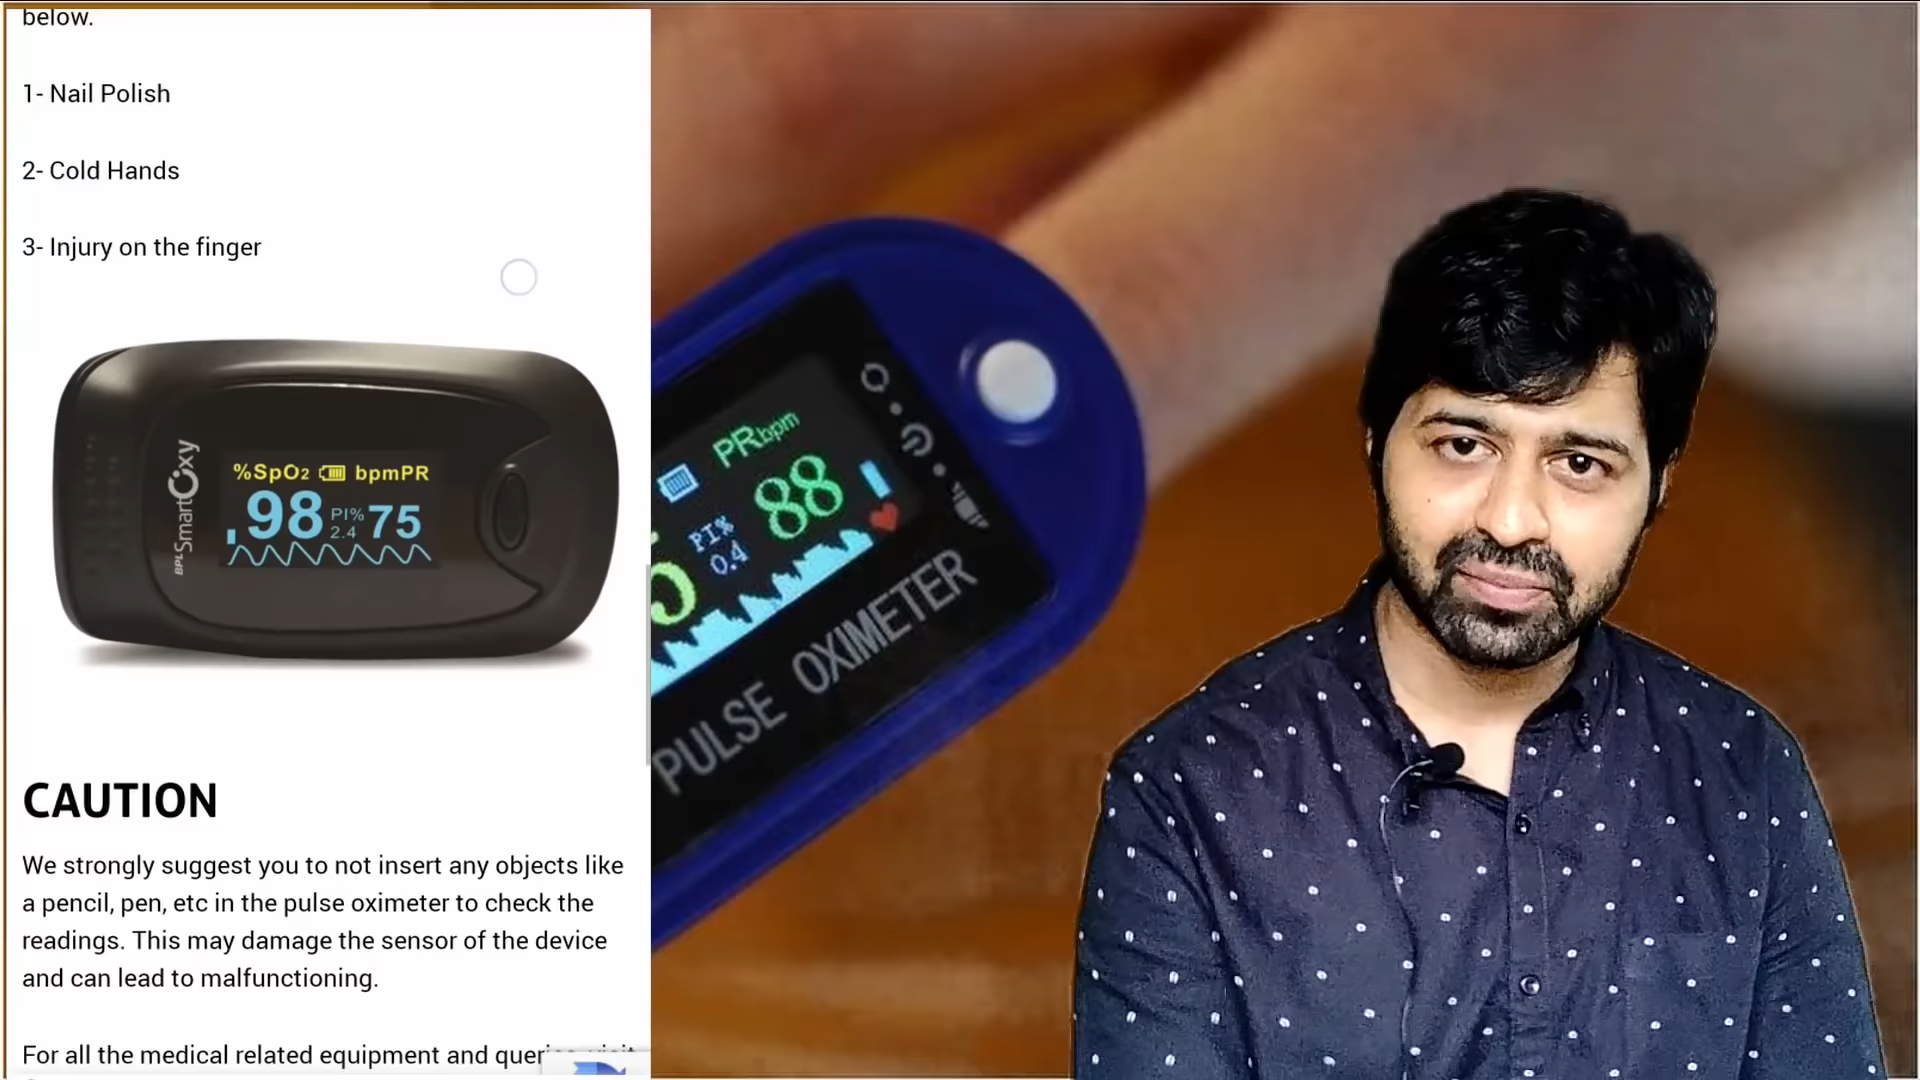 below.
1- Nail Polish
2- Cold Hands
3- Injury on the finger
BPL SmartOxy
%SpO2 bpmPR
98 PI% 75
2.4
CAUTION
We strongly suggest you to not insert any objects like
a pencil, pen, etc in the pulse oximeter to check the
readings. This may damage the sensor of the device
and can lead to malfunctioning.
For all the medical related equipment and
PRbpm
88
PI%
0.4
PULSE OXIMETER